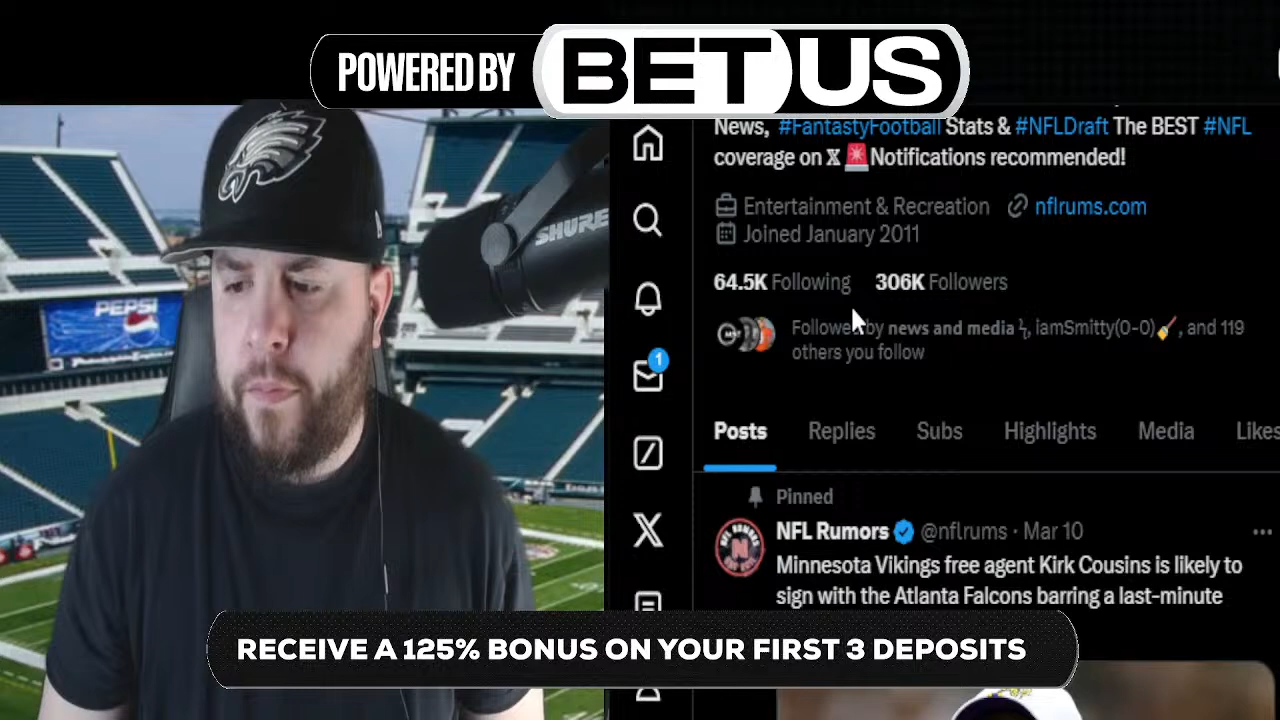 POWERED BY BETUS
News, #FantastyFootball Stats & #NFLDraft The BEST #NFL
coverage on 𝕏 🚨Notifications recommended!
Entertainment & Recreation nflrums.com
Joined January 2011
64.5K Following 306K Followers
Followed by news and media, iamSmitty(0-0)🧹, and 119
others you follow
1
Posts Replies Subs Highlights Media Likes
Pinned
NFL Rumors @nflrums · Mar 10
Minnesota Vikings free agent Kirk Cousins is likely to
sign with the Atlanta Falcons barring a last-minute
SHURE
PEPSI
RECEIVE A 125% BONUS ON YOUR FIRST 3 DEPOSITS